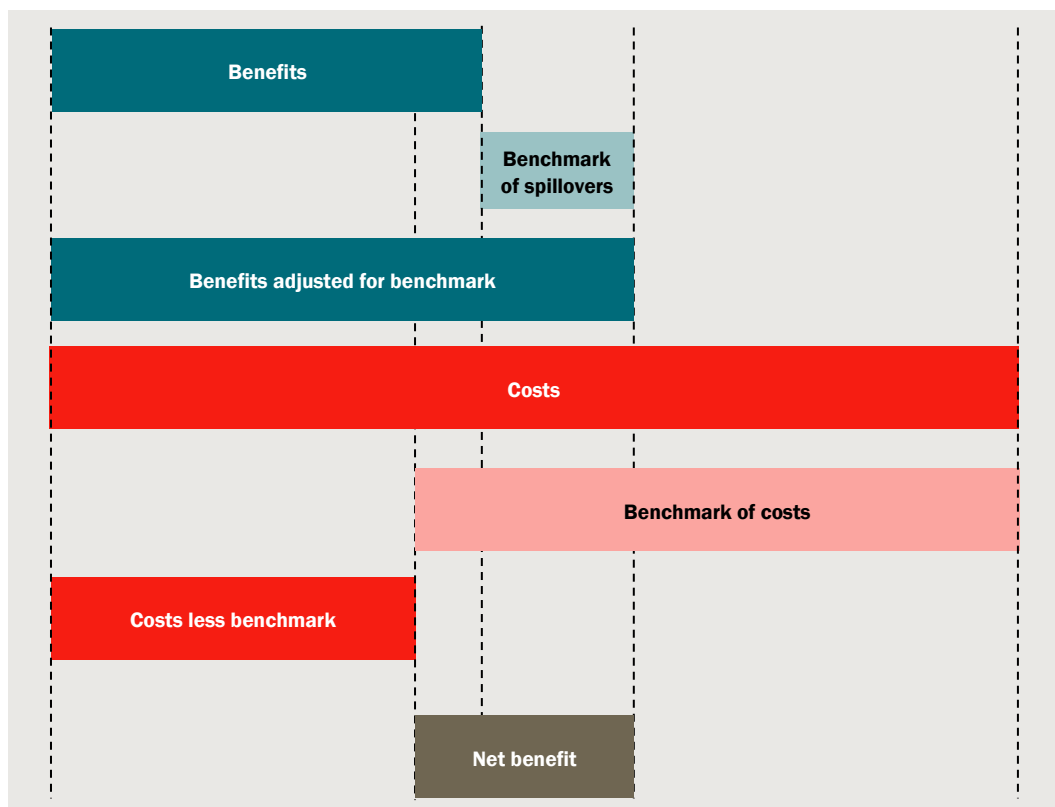 Benefits
Benchmark
of spillovers
Benefits adjusted for benchmark
Costs
Benchmark of costs
Costs less benchmark
Net benefit